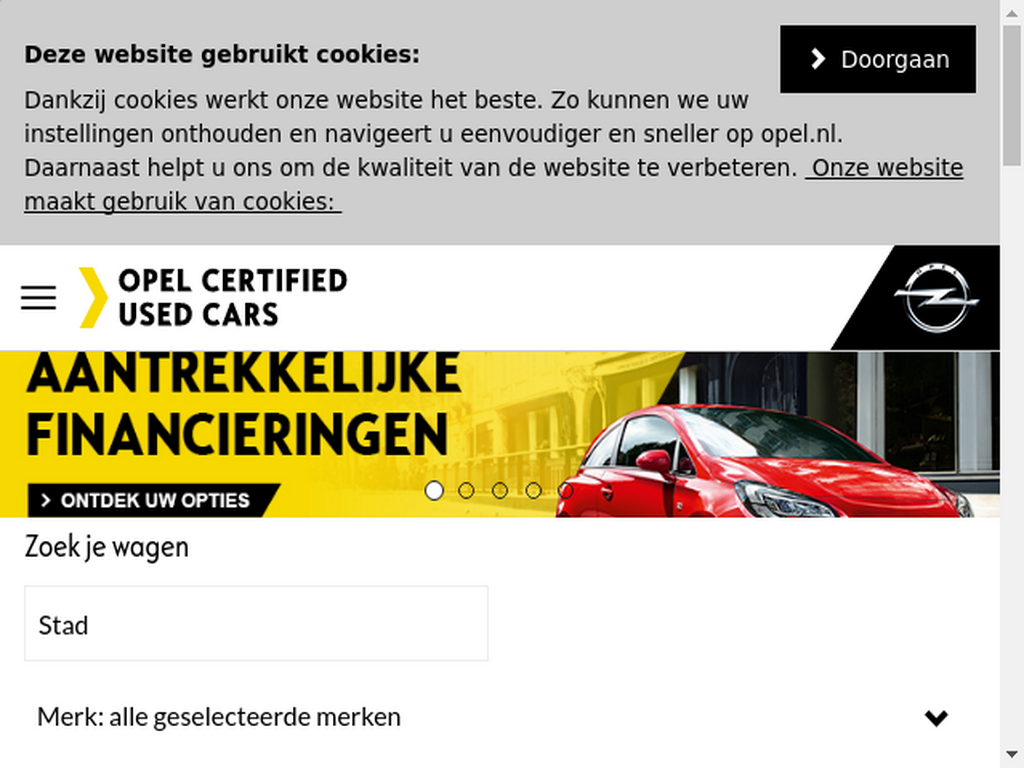 Deze website gebruikt cookies:
Doorgaan
Dankzij cookies werkt onze website het beste. Zo kunnen we uw
instellingen onthouden en navigeert u eenvoudiger en sneller op opel.nl.
Daarnaast helpt u ons om de kwaliteit van de website te verbeteren. Onze website
maakt gebruik van cookies:
OPEL CERTIFIED
USED CARS
OPEL
AANTREKKELIJKE
FINANCIERINGEN
ONTDEK UW OPTIES
Zoek je wagen
Stad
Merk: alle geselecteerde merken